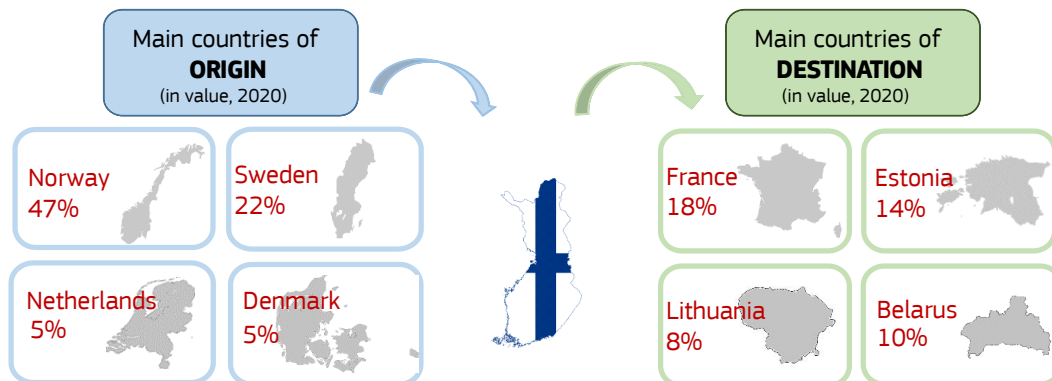 Main countries of
ORIGIN
(in value, 2020)
Main countries of
DESTINATION
(in value, 2020)
Norway
47%
Sweden
22%
France
18%
Estonia
14%
Netherlands
5%
Denmark
5%
Lithuania
8%
Belarus
10%